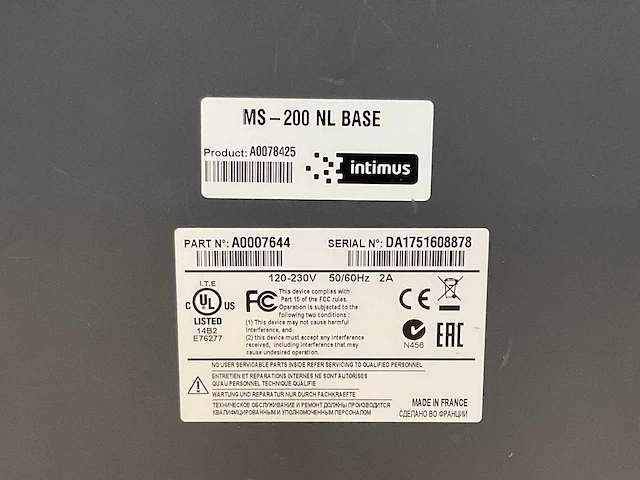 MS-200 NL BASE
Product: A0078425
intimus
PART N°: A0007644 SERIAL N°: DA1751608878
120-230V 50/60Hz 2A
I.T.E
C UL US
LISTED
14B2
E76277
FC
This device complies with
Part 15 of the FCC rules.
Operation is subjected to the
following two conditions :
(1) This device may not cause harmful
interference, and
(2) this device must accept any interference
received, including interference that may
cause undesired operation.
CE
N456
EAC
NO USER SERVICABLE PARTS INSIDE REFER SERVICING TO QUALIFIED PERSONNEL
ENTRETIEN ET REPARATIONS INTERNES NE SONT AUTORISÉS
QU'AU PERSONNEL TECHNIQUE QUALIFIE
WARTUNG UND REPARATUR NUR DURCH FACHKRAEFTE
ТЕХНИЧЕСКОЕ ОБСЛУЖИВАНИЕ И РЕМОНТ ДОЛЖНЫ ПРОИЗВОДИТСЯ
КВАЛИФИЦИРОВАННЫМ И УПОЛНОМОЧЕННЫМ ПЕРСОНАЛОМ
MADE IN FRANCE
СДЕЛАНО ВО ФРАНЦИИ